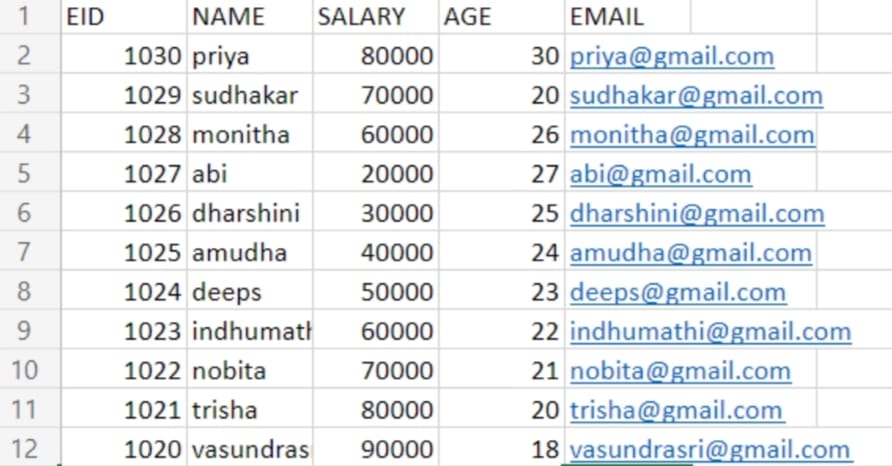 1 EID NAME SALARY AGE EMAIL
2 1030 priya 80000 30 priya@gmail.com
3 1029 sudhakar 70000 20 sudhakar@gmail.com
4 1028 monitha 60000 26 monitha@gmail.com
5 1027 abi 20000 27 abi@gmail.com
6 1026 dharshini 30000 25 dharshini@gmail.com
7 1025 amudha 40000 24 amudha@gmail.com
8 1024 deeps 50000 23 deeps@gmail.com
9 1023 indhumath 60000 22 indhumathi@gmail.com
10 1022 nobita 70000 21 nobita@gmail.com
11 1021 trisha 80000 20 trisha@gmail.com
12 1020 vasundras 90000 18 vasundrasri@gmail.com